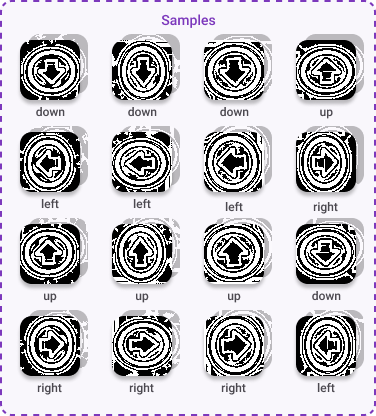 Samples
down down down up
left left left right
up up up down
right right right left